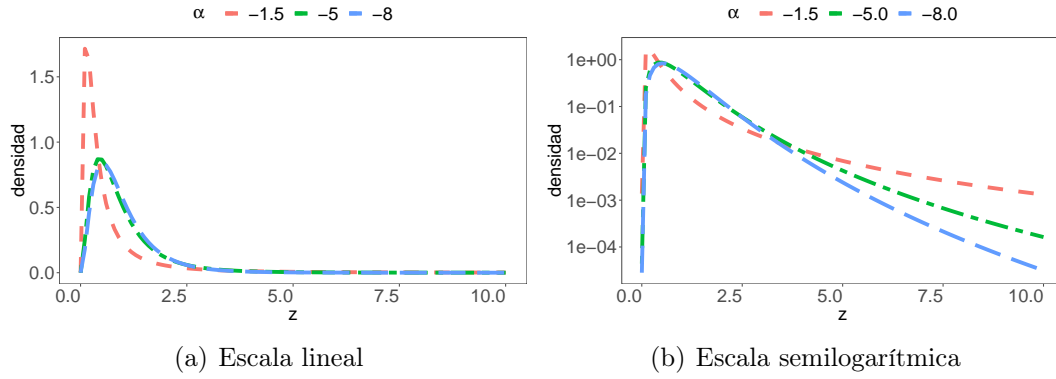 α −1.5 −5 −8
densidad
1.5
1.0
0.5
0.0
0.0 2.5 5.0 7.5 10.0
z
(a) Escala lineal
α −1.5 −5.0 −8.0
densidad
1e+00
1e−01
1e−02
1e−03
1e−04
0.0 2.5 5.0 7.5 10.0
z
(b) Escala semilogarítmica